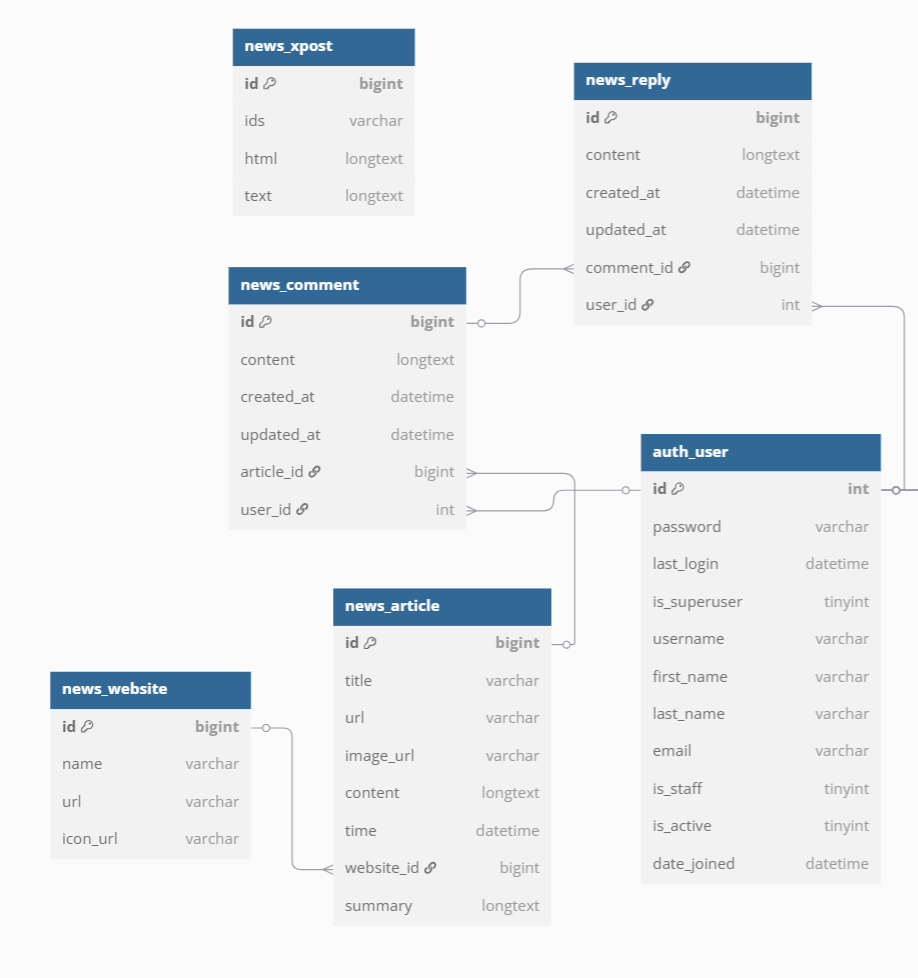 news_xpost
id bigint
ids varchar
html longtext
text longtext
news_reply
id bigint
content longtext
created_at datetime
updated_at datetime
comment_id bigint
user_id int
news_comment
id bigint
content longtext
created_at datetime
updated_at datetime
article_id bigint
user_id int
auth_user
id int
password varchar
last_login datetime
is_superuser tinyint
username varchar
first_name varchar
last_name varchar
email varchar
is_staff tinyint
is_active tinyint
date_joined datetime
news_article
id bigint
title varchar
url varchar
image_url varchar
content longtext
time datetime
website_id bigint
summary longtext
news_website
id bigint
name varchar
url varchar
icon_url varchar